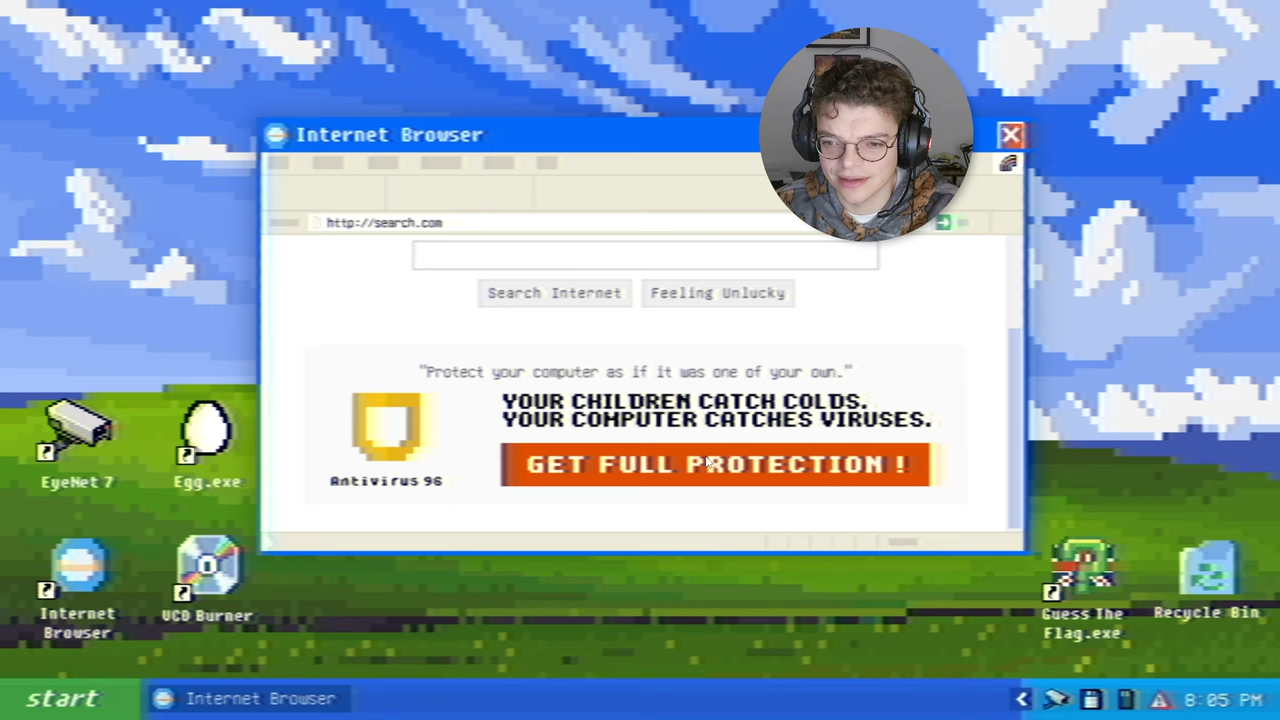 Internet Browser
http://search.com
Search Internet
Feeling Unlucky
"Protect your computer as if it was one of your own."
YOUR CHILDREN CATCH COLDS.
YOUR COMPUTER CATCHES VIRUSES.
GET FULL PROTECTION !
Antivirus 96
EyeNet 7
Egg.exe
Internet
Browser
VCD Burner
Guess The
Flag.exe
Recycle Bin
start
Internet Browser
8:05 PM